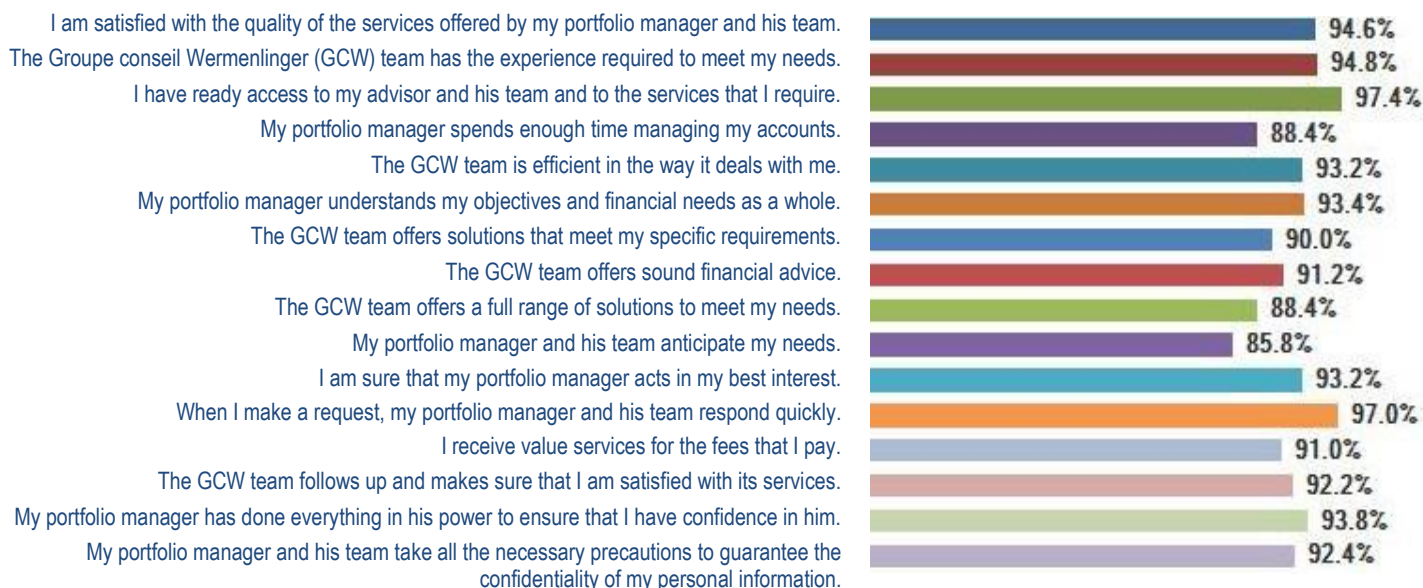 I am satisfied with the quality of the services offered by my portfolio manager and his team. 94.6%
The Groupe conseil Wermenlinger (GCW) team has the experience required to meet my needs. 94.8%
I have ready access to my advisor and his team and to the services that I require. 97.4%
My portfolio manager spends enough time managing my accounts. 88.4%
The GCW team is efficient in the way it deals with me. 93.2%
My portfolio manager understands my objectives and financial needs as a whole. 93.4%
The GCW team offers solutions that meet my specific requirements. 90.0%
The GCW team offers sound financial advice. 91.2%
The GCW team offers a full range of solutions to meet my needs. 88.4%
My portfolio manager and his team anticipate my needs. 85.8%
I am sure that my portfolio manager acts in my best interest. 93.2%
When I make a request, my portfolio manager and his team respond quickly. 97.0%
I receive value services for the fees that I pay. 91.0%
The GCW team follows up and makes sure that I am satisfied with its services. 92.2%
My portfolio manager has done everything in his power to ensure that I have confidence in him. 93.8%
My portfolio manager and his team take all the necessary precautions to guarantee the 92.4%
confidentiality of my personal information.